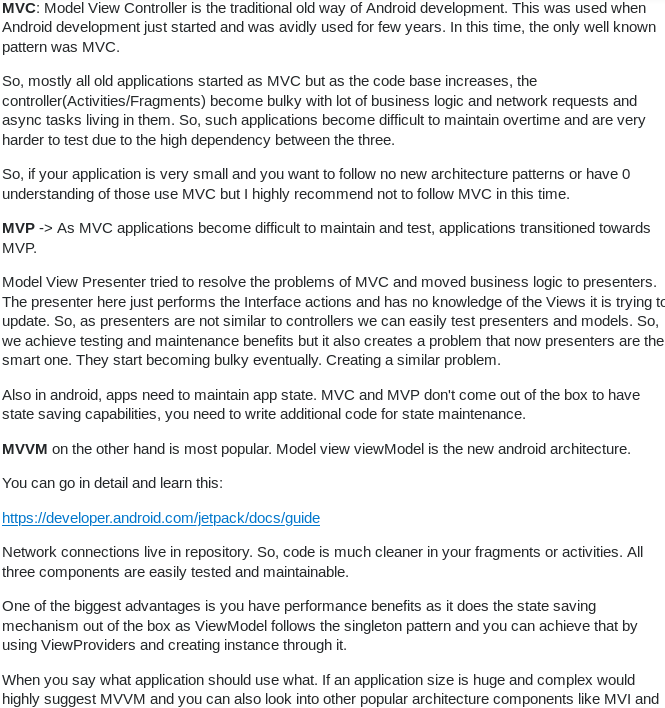 MVC: Model View Controller is the traditional old way of Android development. This was used when
Android development just started and was avidly used for few years. In this time, the only well known
pattern was MVC.
So, mostly all old applications started as MVC but as the code base increases, the
controller(Activities/Fragments) become bulky with lot of business logic and network requests and
async tasks living in them. So, such applications become difficult to maintain overtime and are very
harder to test due to the high dependency between the three.
So, if your application is very small and you want to follow no new architecture patterns or have 0
understanding of those use MVC but I highly recommend not to follow MVC in this time.
MVP -> As MVC applications become difficult to maintain and test, applications transitioned towards
MVP.
Model View Presenter tried to resolve the problems of MVC and moved business logic to presenters.
The presenter here just performs the Interface actions and has no knowledge of the Views it is trying to
update. So, as presenters are not similar to controllers we can easily test presenters and models. So,
we achieve testing and maintenance benefits but it also creates a problem that now presenters are the
smart one. They start becoming bulky eventually. Creating a similar problem.
Also in android, apps need to maintain app state. MVC and MVP don't come out of the box to have
state saving capabilities, you need to write additional code for state maintenance.
MVVM on the other hand is most popular. Model view viewModel is the new android architecture.
You can go in detail and learn this:
https://developer.android.com/jetpack/docs/guide
Network connections live in repository. So, code is much cleaner in your fragments or activities. All
three components are easily tested and maintainable.
One of the biggest advantages is you have performance benefits as it does the state saving
mechanism out of the box as ViewModel follows the singleton pattern and you can achieve that by
using ViewProviders and creating instance through it.
When you say what application should use what. If an application size is huge and complex would
highly suggest MVVM and you can also look into other popular architecture components like MVI and